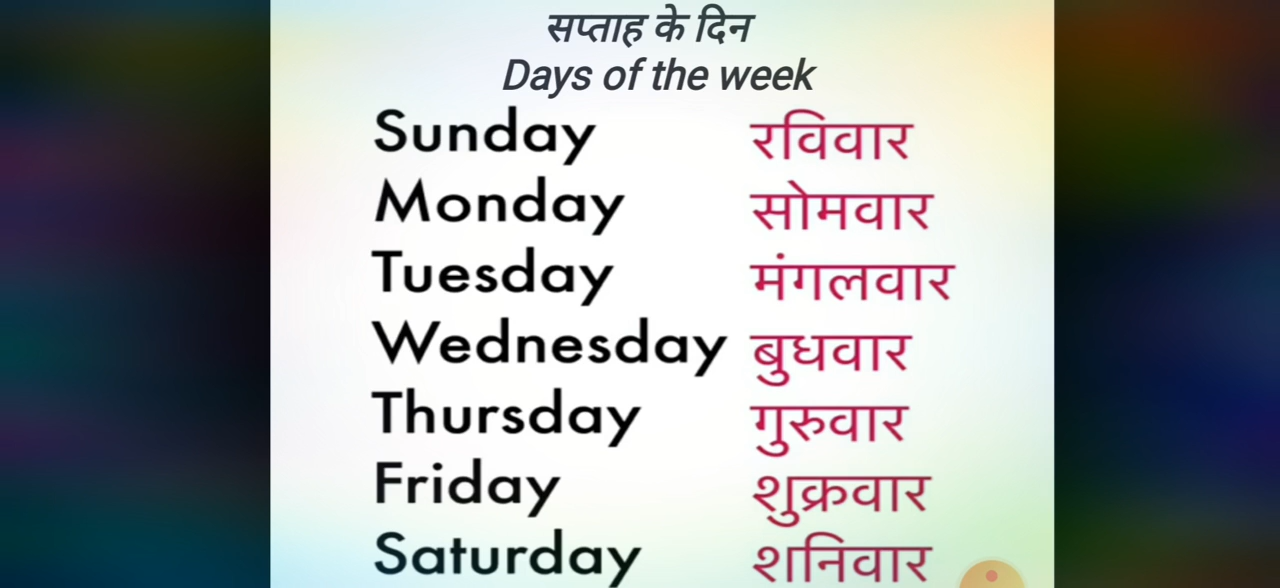 सप्ताह के दिन
Days of the week
Sunday रविवार
Monday सोमवार
Tuesday मंगलवार
Wednesday बुधवार
Thursday गुरुवार
Friday शुक्रवार
Saturday शनिवार